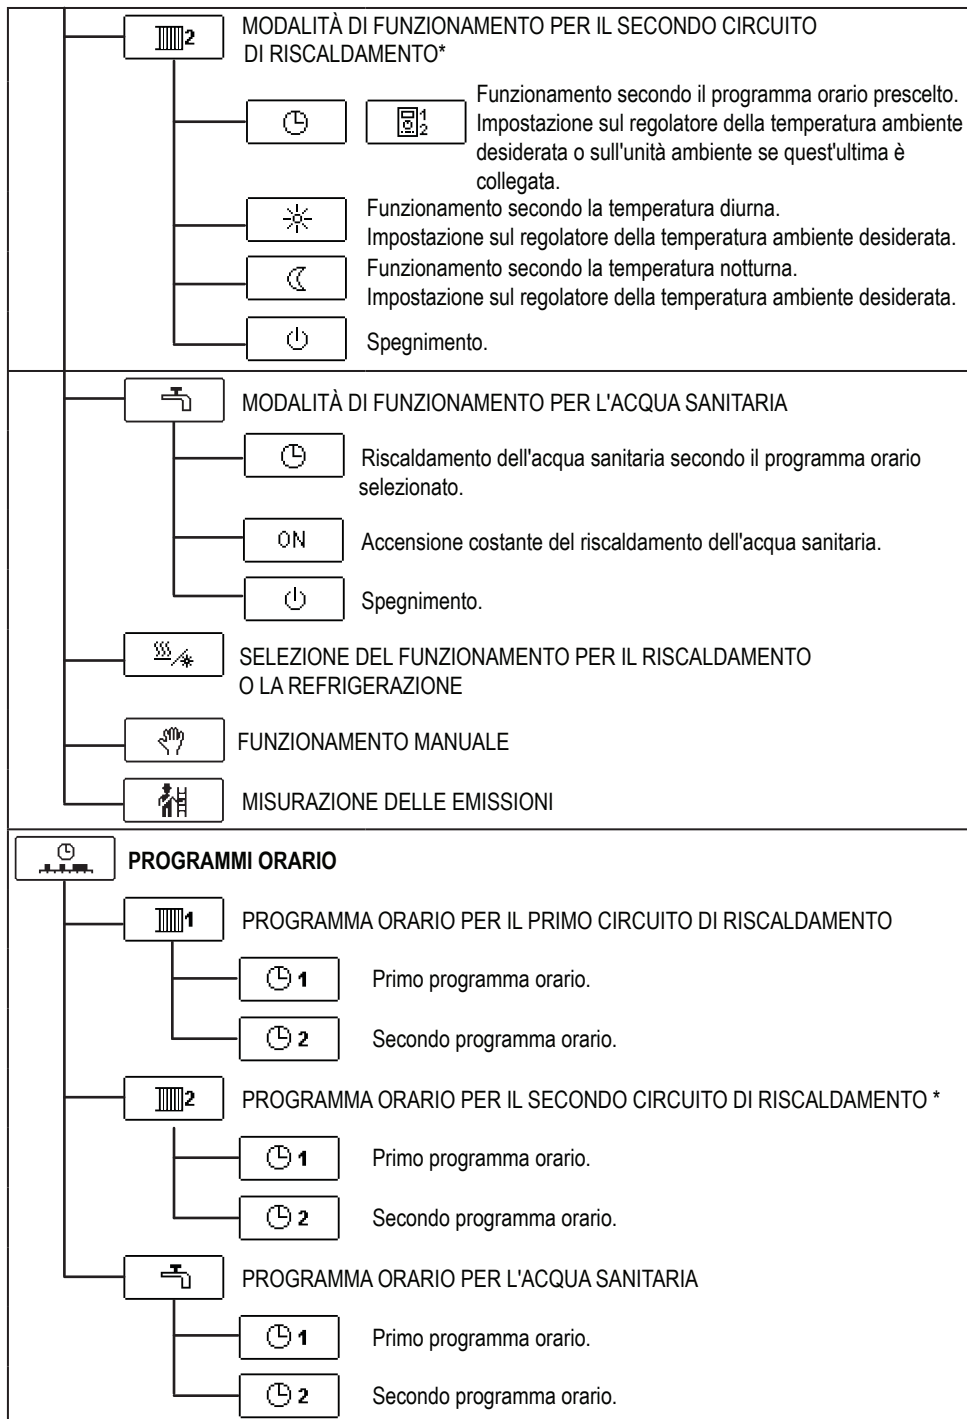 2
MODALITÀ DI FUNZIONAMENTO PER IL SECONDO CIRCUITO
DI RISCALDAMENTO*
1
2
Funzionamento secondo il programma orario prescelto.
Impostazione sul regolatore della temperatura ambiente
desiderata o sull'unità ambiente se quest'ultima è
collegata.
Funzionamento secondo la temperatura diurna.
Impostazione sul regolatore della temperatura ambiente desiderata.
Funzionamento secondo la temperatura notturna.
Impostazione sul regolatore della temperatura ambiente desiderata.
Spegnimento.
MODALITÀ DI FUNZIONAMENTO PER L'ACQUA SANITARIA
Riscaldamento dell'acqua sanitaria secondo il programma orario
selezionato.
ON Accensione costante del riscaldamento dell'acqua sanitaria.
Spegnimento.
SELEZIONE DEL FUNZIONAMENTO PER IL RISCALDAMENTO
O LA REFRIGERAZIONE
FUNZIONAMENTO MANUALE
MISURAZIONE DELLE EMISSIONI
PROGRAMMI ORARIO
1 PROGRAMMA ORARIO PER IL PRIMO CIRCUITO DI RISCALDAMENTO
1 Primo programma orario.
2 Secondo programma orario.
2 PROGRAMMA ORARIO PER IL SECONDO CIRCUITO DI RISCALDAMENTO *
1 Primo programma orario.
2 Secondo programma orario.
PROGRAMMA ORARIO PER L'ACQUA SANITARIA
1 Primo programma orario.
2 Secondo programma orario.